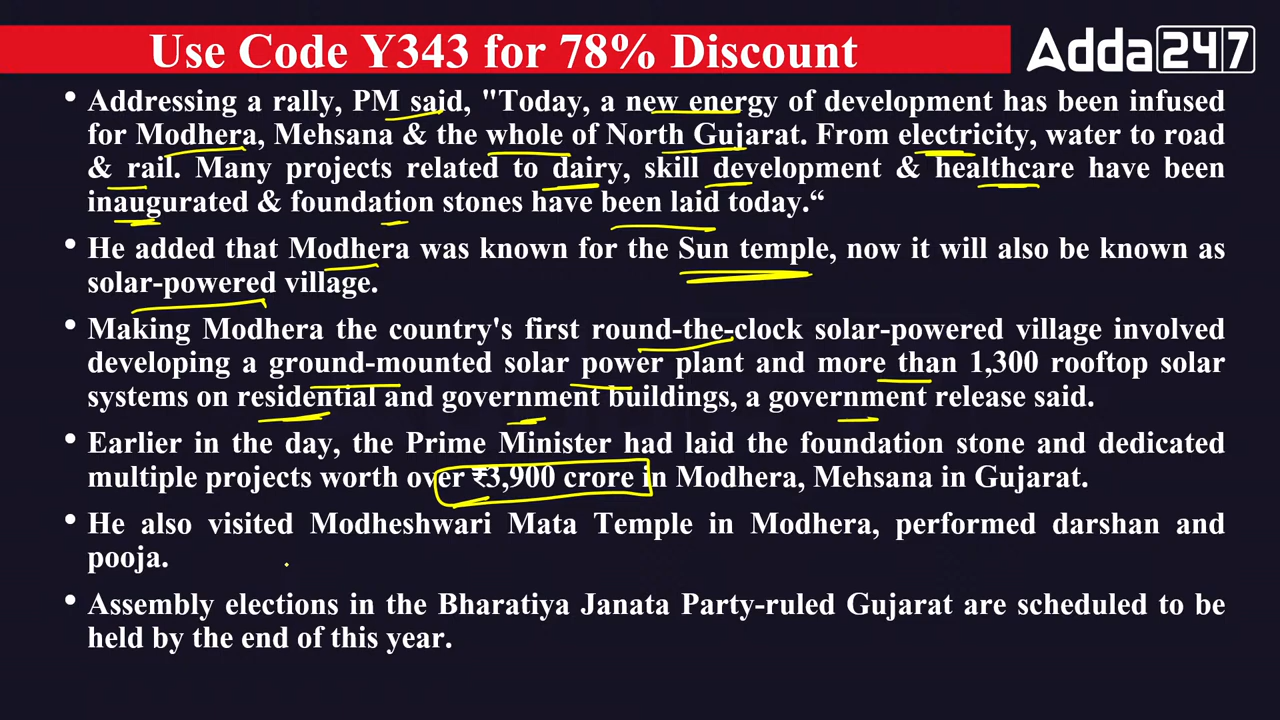 Use Code Y343 for 78% Discount
Adda247
• Addressing a rally, PM said, "Today, a new energy of development has been infused
for Modhera, Mehsana & the whole of North Gujarat. From electricity, water to road
& rail. Many projects related to dairy, skill development & healthcare have been
inaugurated & foundation stones have been laid today.“
• He added that Modhera was known for the Sun temple, now it will also be known as
solar-powered village.
• Making Modhera the country's first round-the-clock solar-powered village involved
developing a ground-mounted solar power plant and more than 1,300 rooftop solar
systems on residential and government buildings, a government release said.
• Earlier in the day, the Prime Minister had laid the foundation stone and dedicated
multiple projects worth over ₹3,900 crore in Modhera, Mehsana in Gujarat.
• He also visited Modheshwari Mata Temple in Modhera, performed darshan and
pooja.
• Assembly elections in the Bharatiya Janata Party-ruled Gujarat are scheduled to be
held by the end of this year.